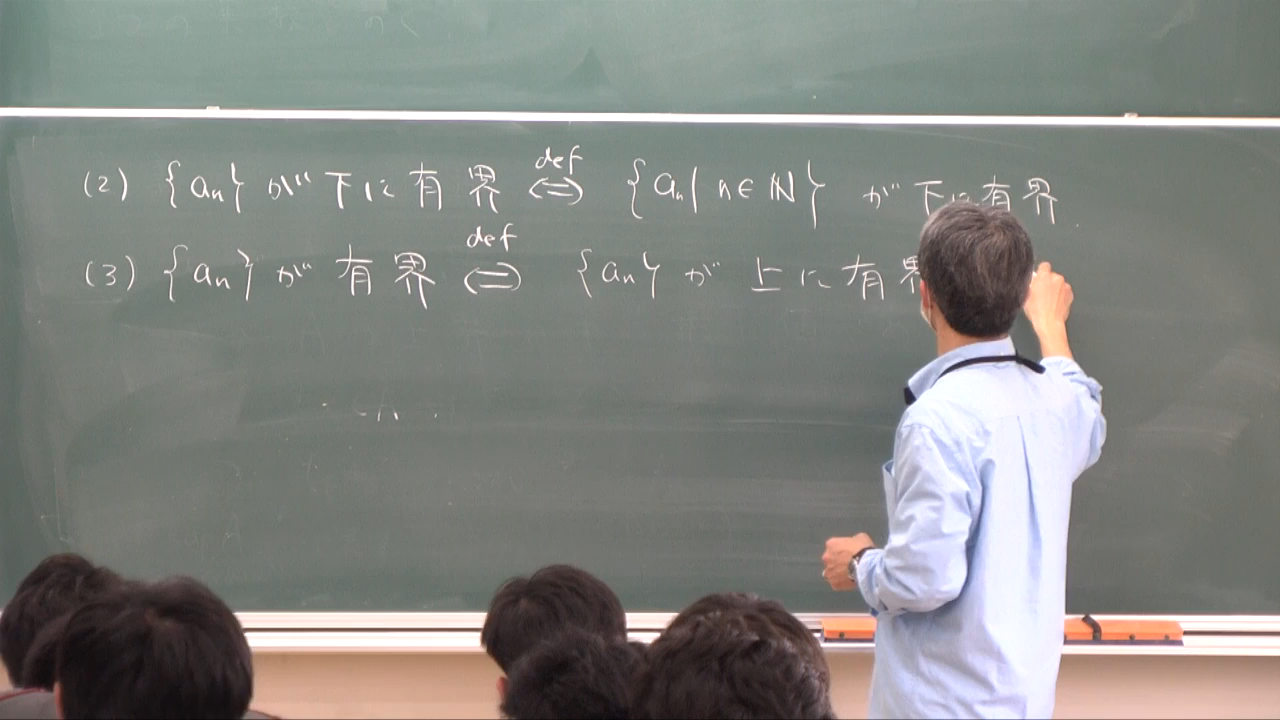 (2) {an} が 下に有界 def⇔ {an | n∈ℕ} が 下に有界
(3) {an} が 有界 def⇔ {an} が 上に有界